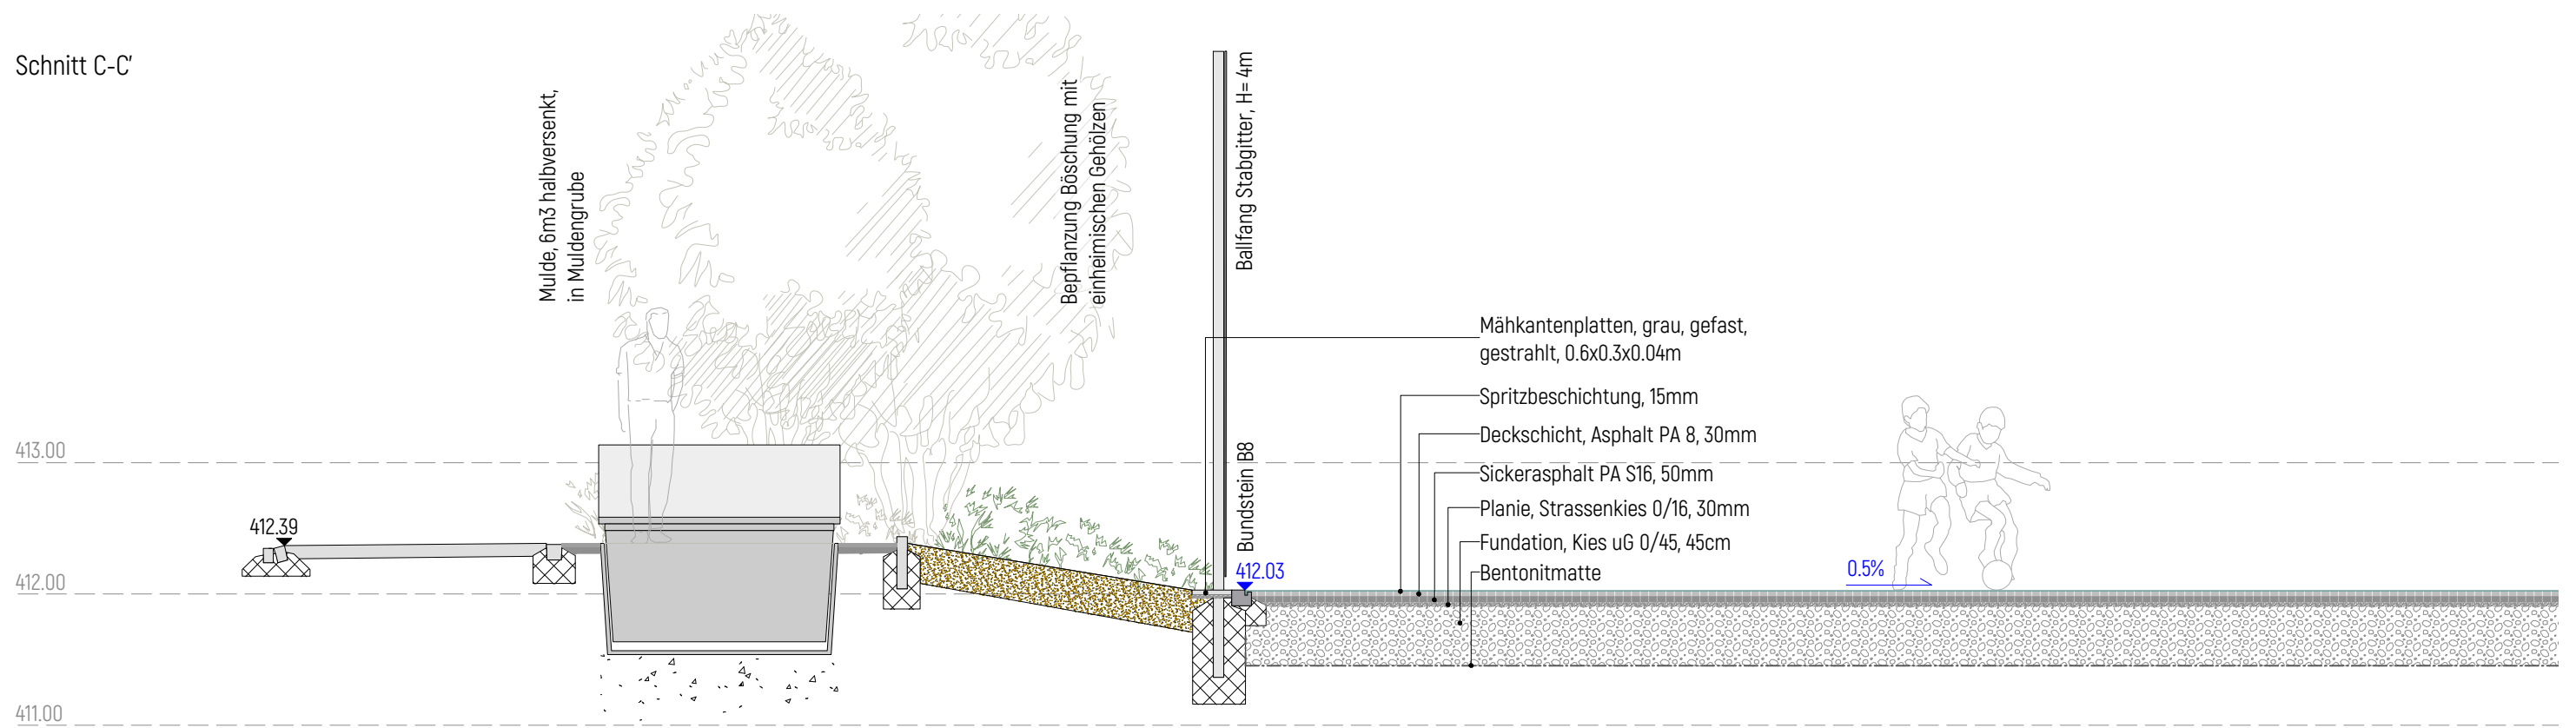 Schnitt C-C'
Mulde, 6m3 halbversenkt,
in Muldengrube
Bepflanzung Böschung mit
einheimischen Gehölzen
Ballfang Stabgitter, H= 4m
Mähkantenplatten, grau, gefast,
gestrahlt, 0.6x0.3x0.04m
Spritzbeschichtung, 15mm
Deckschicht, Asphalt PA 8, 30mm
413.00
Bundstein B8
Sickerasphalt PA S16, 50mm
Planie, Strassenkies 0/16, 30mm
412.39
Fundation, Kies uG 0/45, 45cm
412.00
412.03
Bentonitmatte
0.5%
411.00